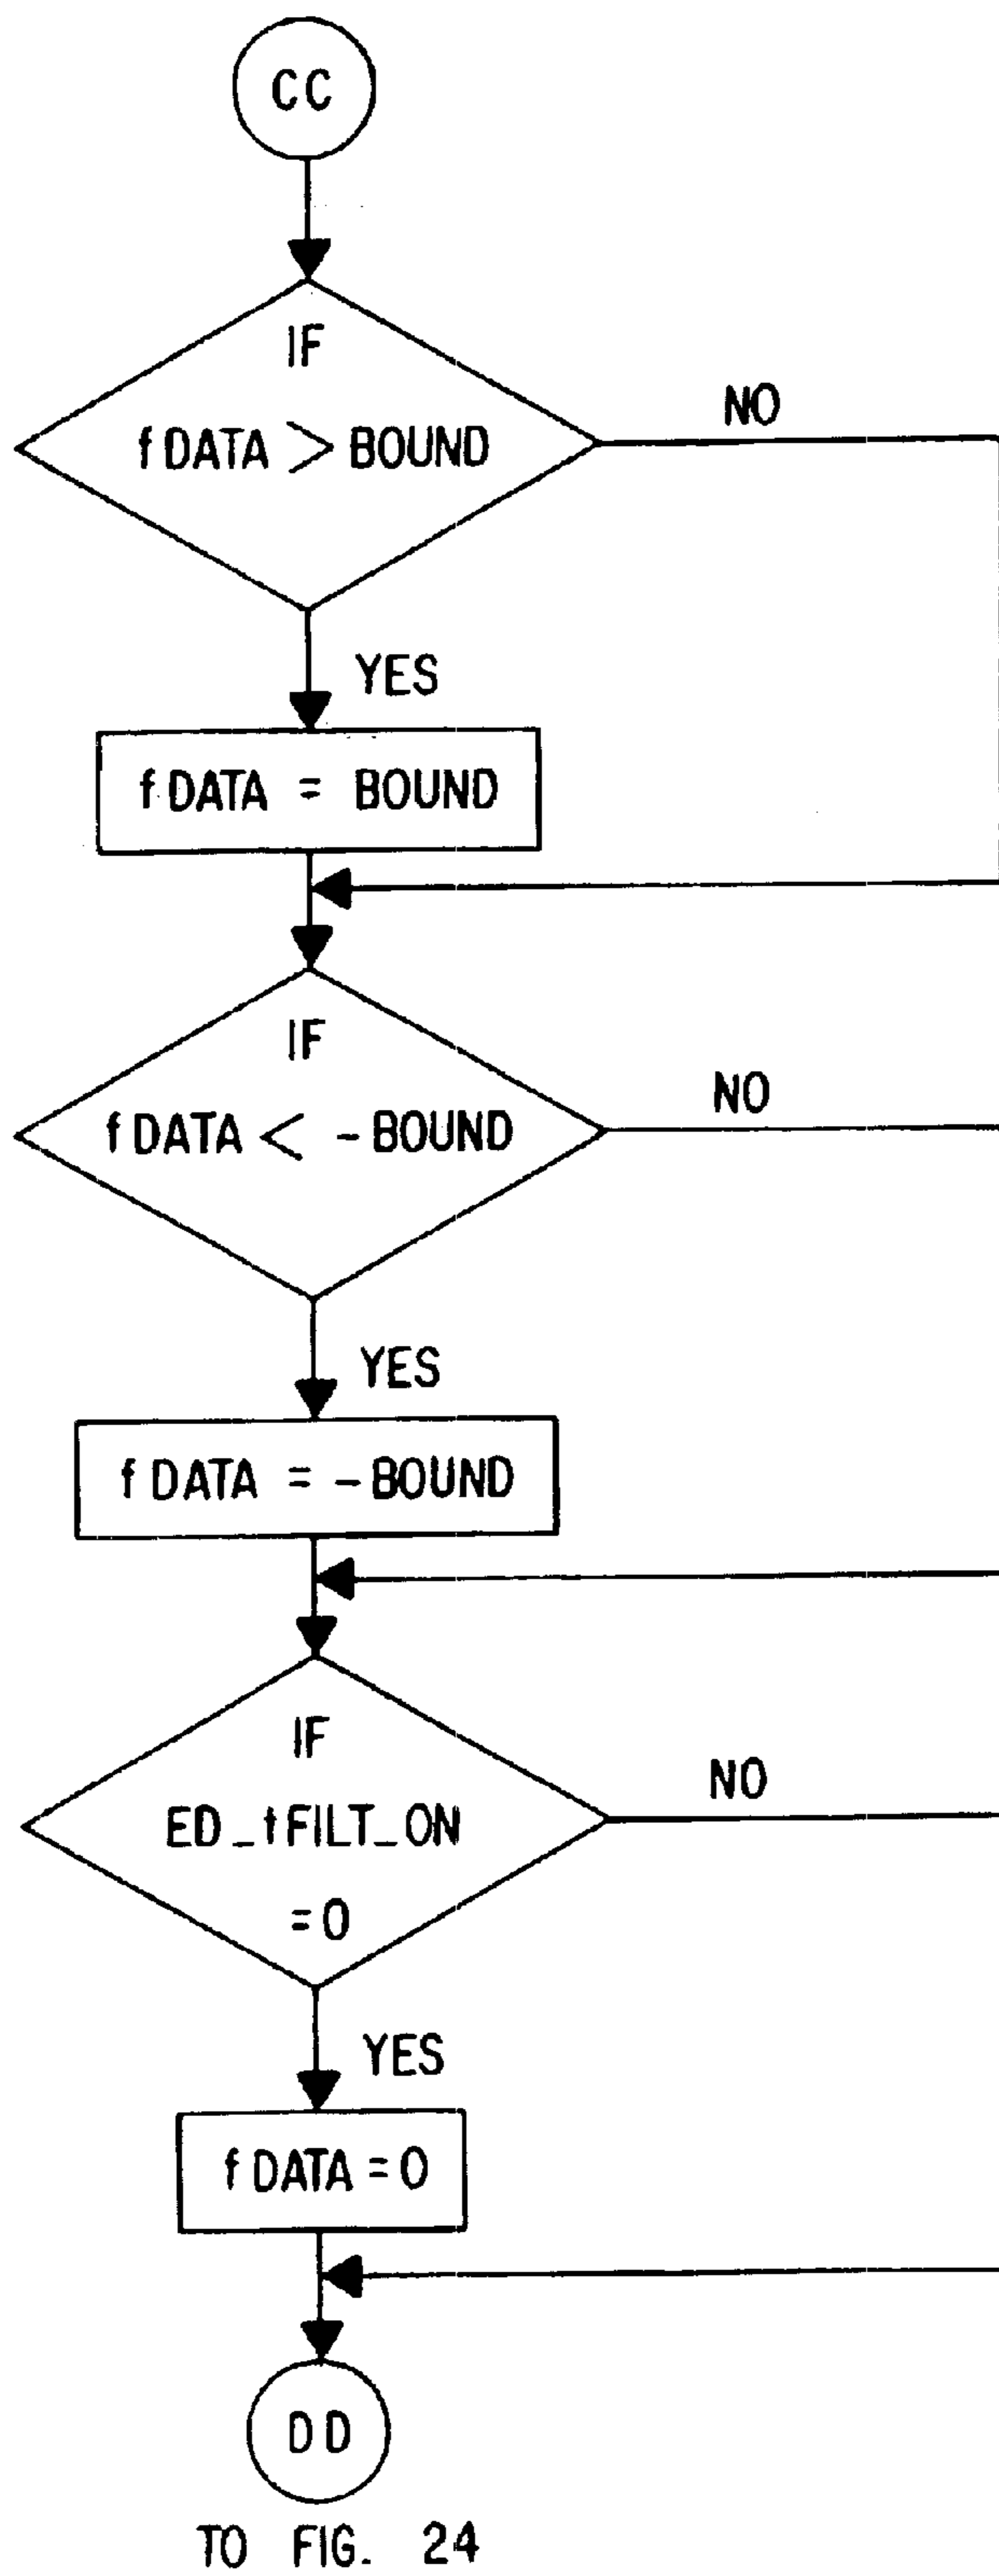 CC
IF
f DATA > BOUND
NO
YES
f DATA = BOUND
IF
f DATA < - BOUND
NO
YES
f DATA = - BOUND
IF
ED_tFILT_ON
= 0
NO
YES
f DATA = 0
DD
TO FIG. 24